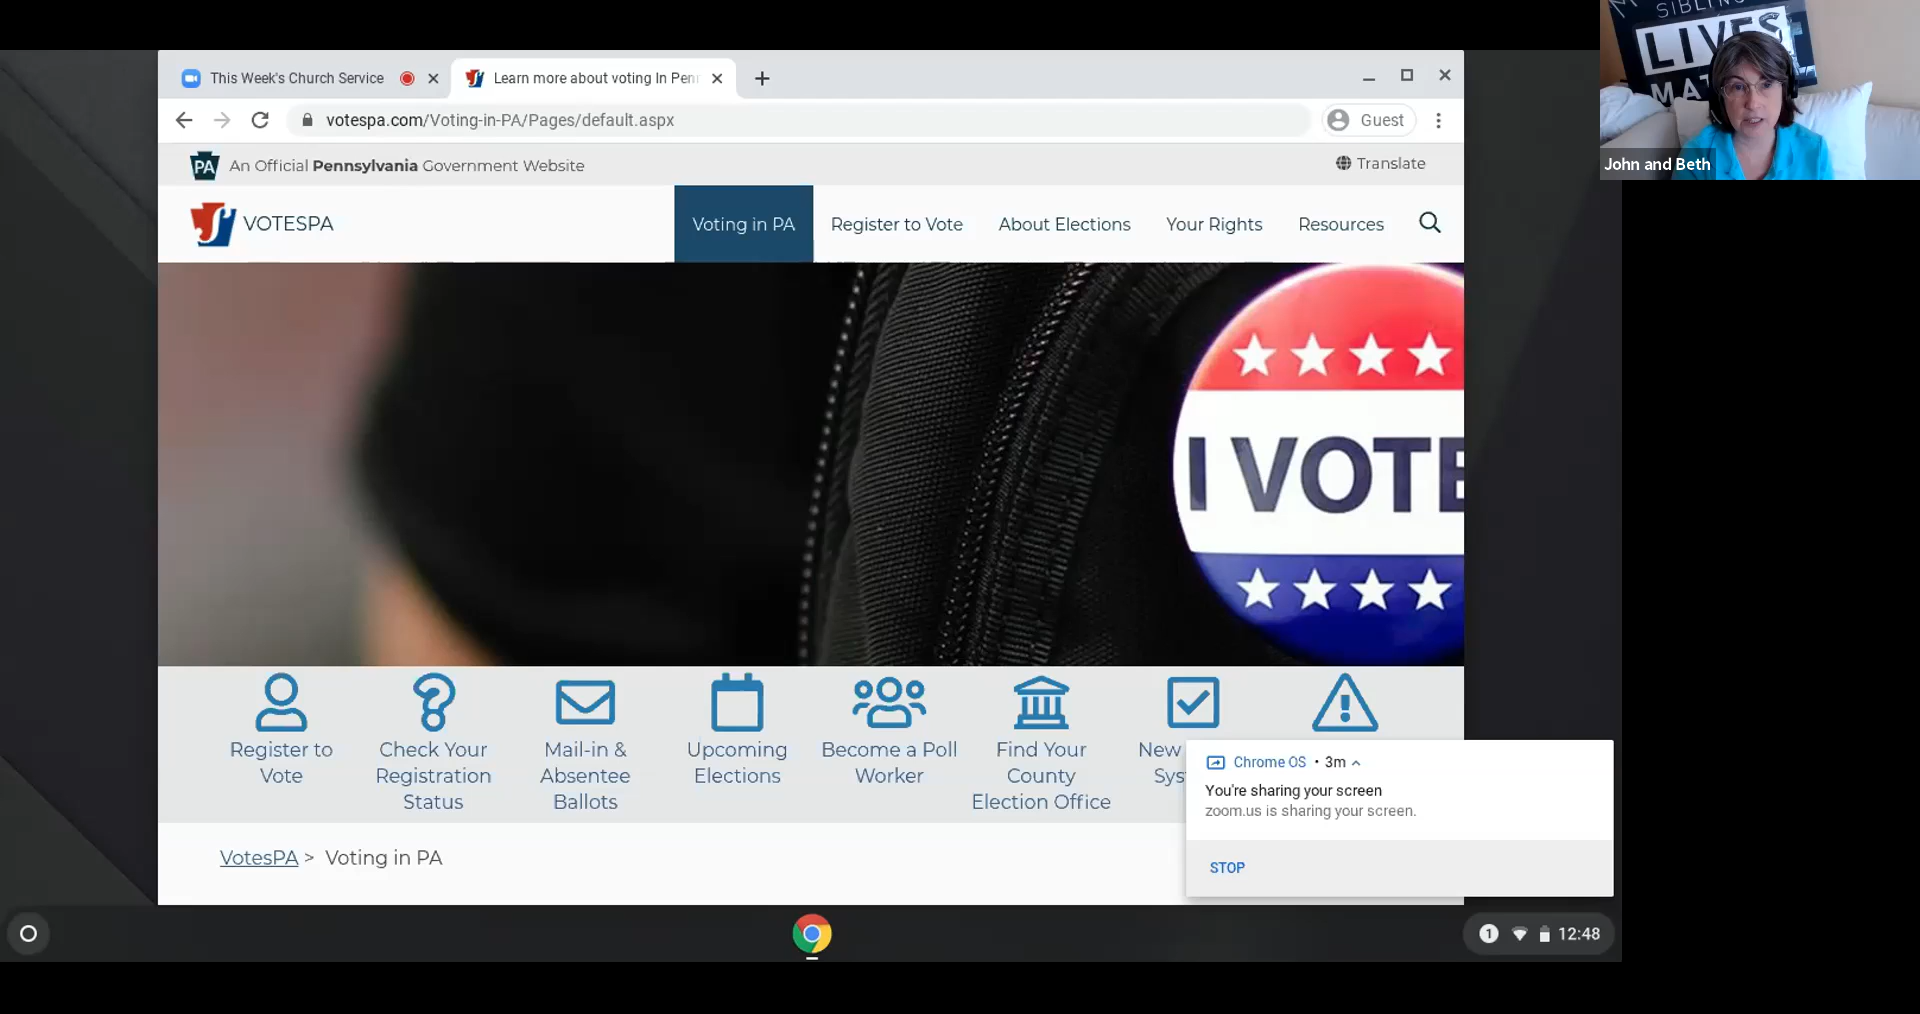 This Week's Church Service
Learn more about voting In Pen
votespa.com/Voting-in-PA/Pages/default.aspx
Guest
PA An Official Pennsylvania Government Website
Translate
VOTESPA
Voting in PA
Register to Vote
About Elections
Your Rights
Resources
I VOTE
Register to
Vote
Check Your
Registration
Status
Mail-in &
Absentee
Ballots
Upcoming
Elections
Become a Poll
Worker
Find Your
County
Election Office
New
Sys
VotesPA > Voting in PA
Chrome OS • 3m
You're sharing your screen
zoom.us is sharing your screen.
STOP
1
12:48
SIBLIN
LIVES
MAT
John and Beth